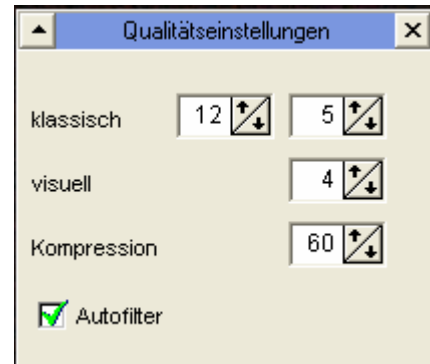 Qualitätseinstellungen
klassisch 12 5
visuell 4
Kompression 60
Autofilter